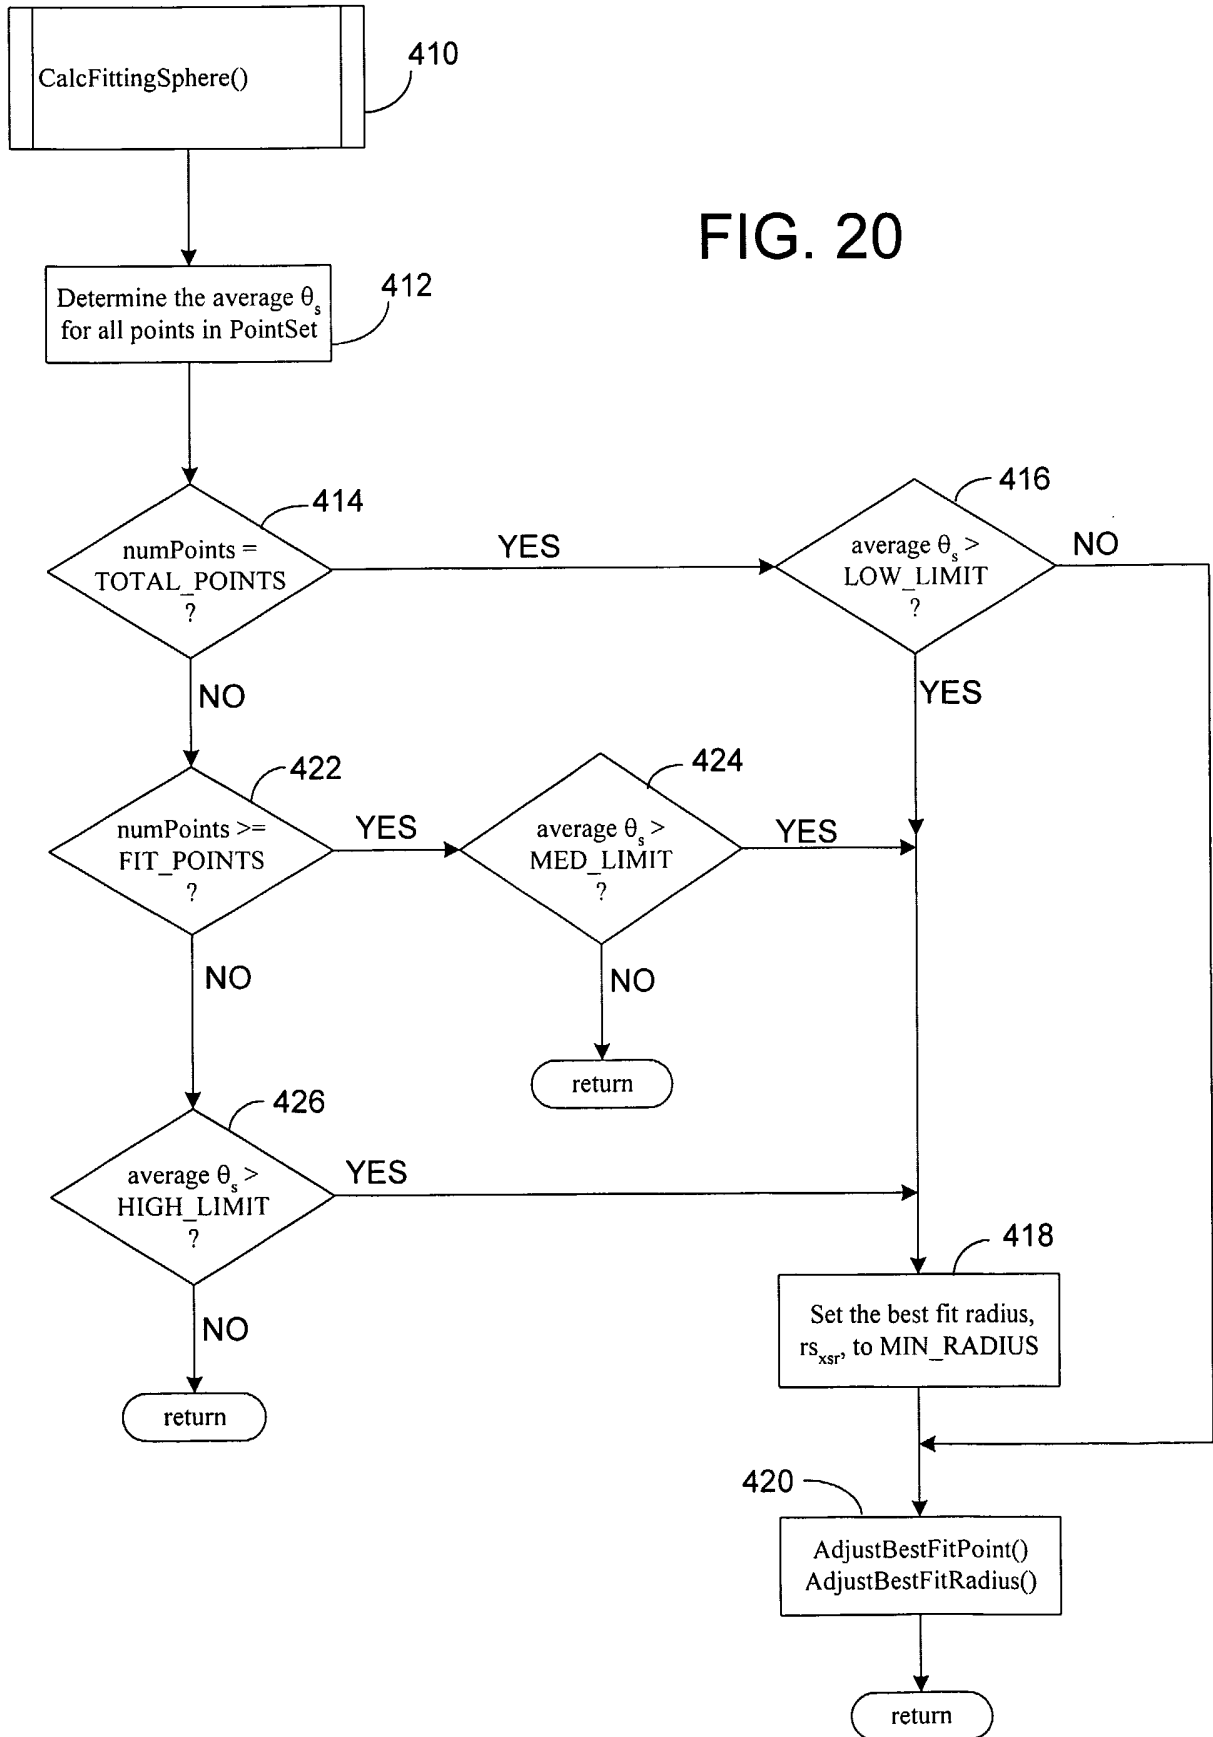 CalcFittingSphere()
410
FIG. 20
Determine the average θs
for all points in PointSet
412
414
numPoints =
TOTAL_POINTS
?
YES
416
average θs >
LOW_LIMIT
?
NO
NO
YES
422
numPoints >=
FIT_POINTS
?
YES
424
average θs >
MED_LIMIT
?
YES
NO
NO
return
426
average θs >
HIGH_LIMIT
?
YES
NO
return
418
Set the best fit radius,
rsxsr, to MIN_RADIUS
420
AdjustBestFitPoint()
AdjustBestFitRadius()
return